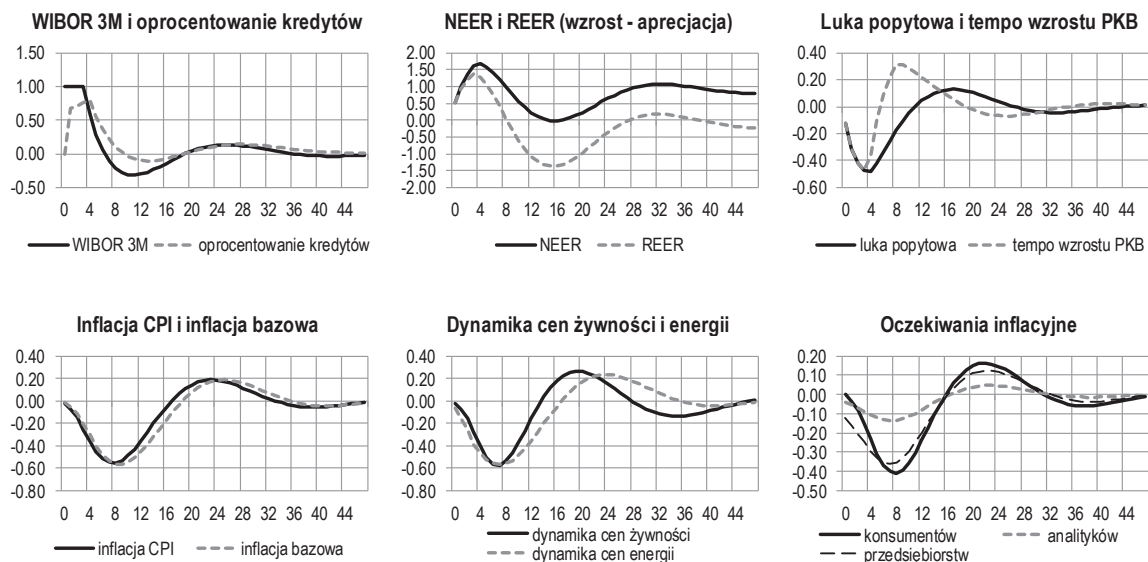 WIBOR 3M i oprocentowanie kredytów
1.50
1.00
0.50
0.00
-0.50
0 4 8 12 16 20 24 28 32 36 40 44
WIBOR 3M oprocentowanie kredytów
NEER i REER (wzrost - aprecjacja)
2.00
1.50
1.00
0.50
0.00
-0.50
-1.00
-1.50
-2.00
0 4 8 12 16 20 24 28 32 36 40 44
NEER REER
Luka popytowa i tempo wzrostu PKB
0.40
0.20
0.00
-0.20
-0.40
-0.60
0 4 8 12 16 20 24 28 32 36 40 44
luka popytowa tempo wzrostu PKB
Inflacja CPI i inflacja bazowa
0.40
0.20
0.00
-0.20
-0.40
-0.60
-0.80
0 4 8 12 16 20 24 28 32 36 40 44
inflacja CPI inflacja bazowa
Dynamika cen żywności i energii
0.40
0.20
0.00
-0.20
-0.40
-0.60
-0.80
0 4 8 12 16 20 24 28 32 36 40 44
dynamika cen żywności
dynamika cen energii
Oczekiwania inflacyjne
0.20
0.10
0.00
-0.10
-0.20
-0.30
-0.40
-0.50
0 4 8 12 16 20 24 28 32 36 40 44
konsumentów analityków
przedsiebiorstw